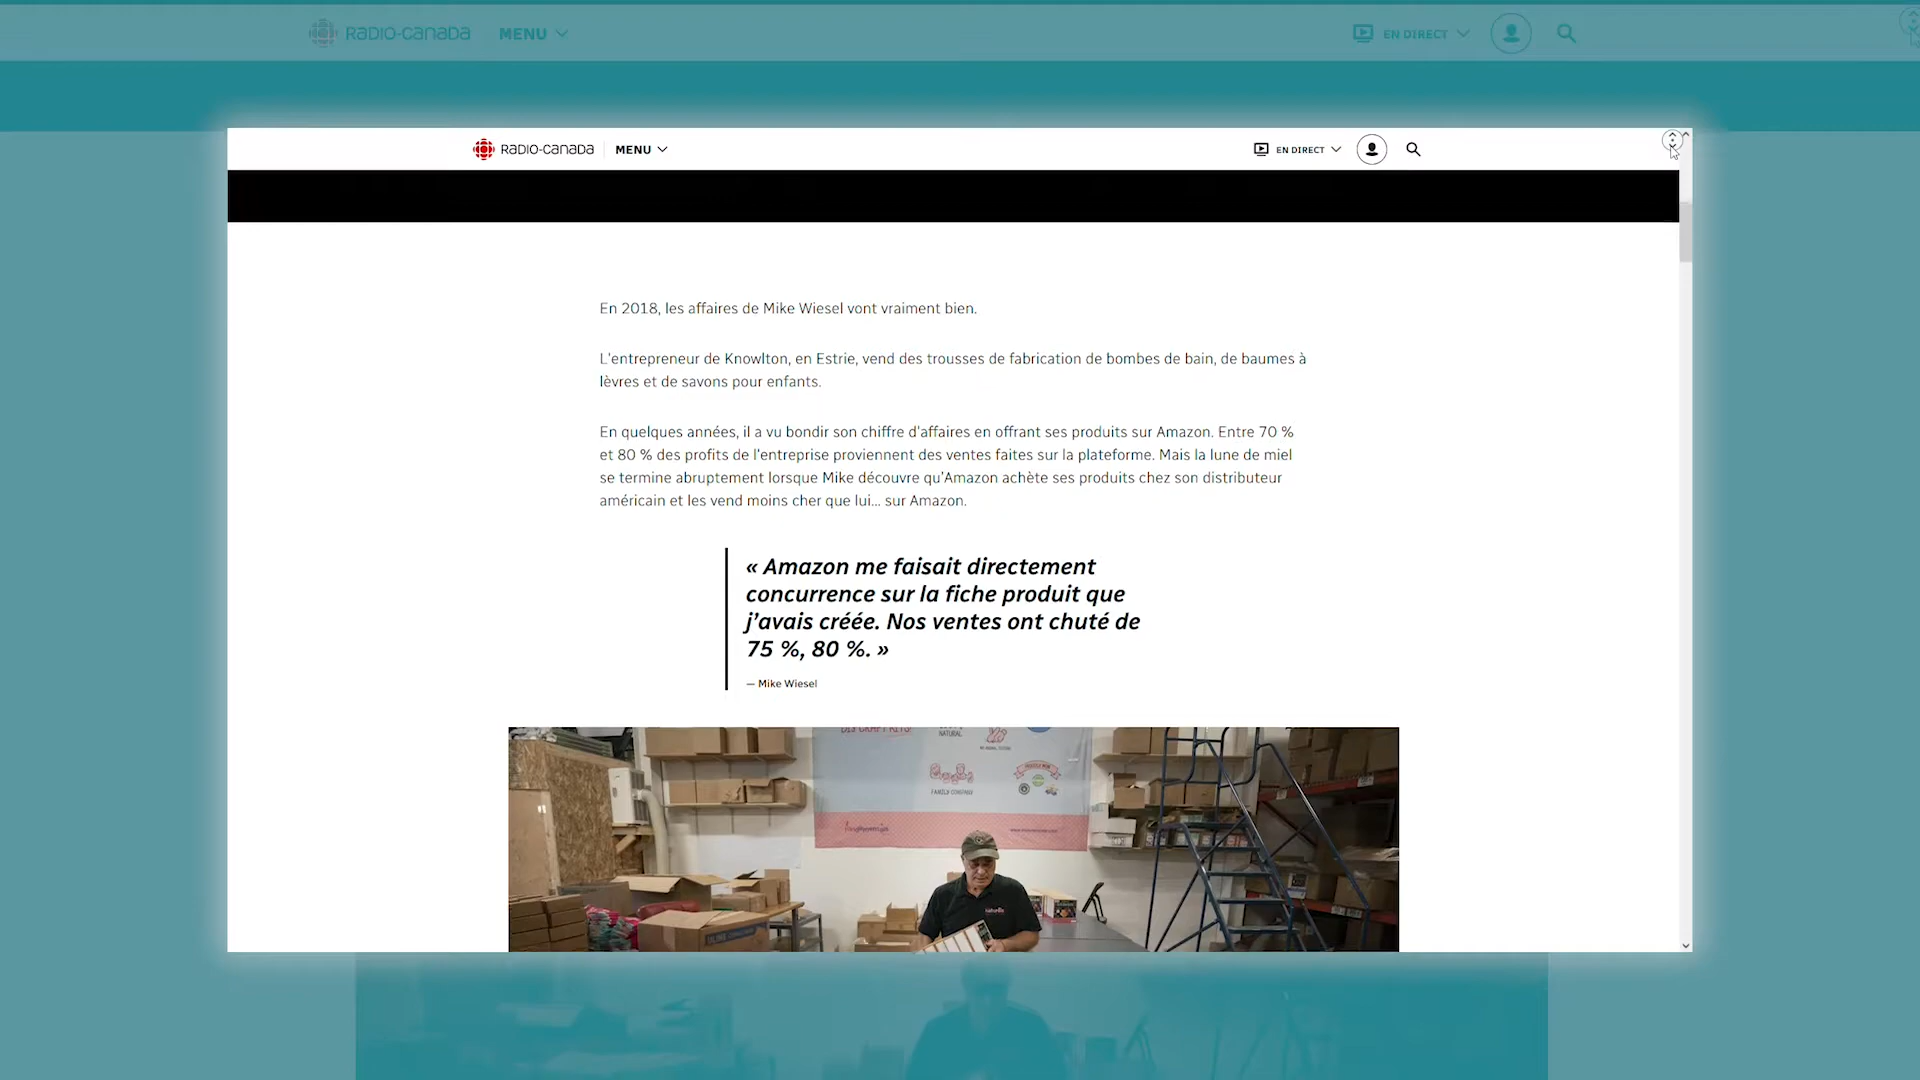 RADIO-CANADA MENU EN DIRECT
RADIO-CANADA MENU EN DIRECT
En 2018, les affaires de Mike Wiesel vont vraiment bien.
L'entrepreneur de Knowlton, en Estrie, vend des trousses de fabrication de bombes de bain, de baumes à
lèvres et de savons pour enfants.
En quelques années, il a vu bondir son chiffre d'affaires en offrant ses produits sur Amazon. Entre 70 %
et 80 % des profits de l'entreprise proviennent des ventes faites sur la plateforme. Mais la lune de miel
se termine abruptement lorsque Mike découvre qu'Amazon achète ses produits chez son distributeur
américain et les vend moins cher que lui... sur Amazon.
« Amazon me faisait directement
concurrence sur la fiche produit que
j'avais créée. Nos ventes ont chuté de
75 %, 80 %. »
— Mike Wiesel
NATURAL
FAMILY COMPANY